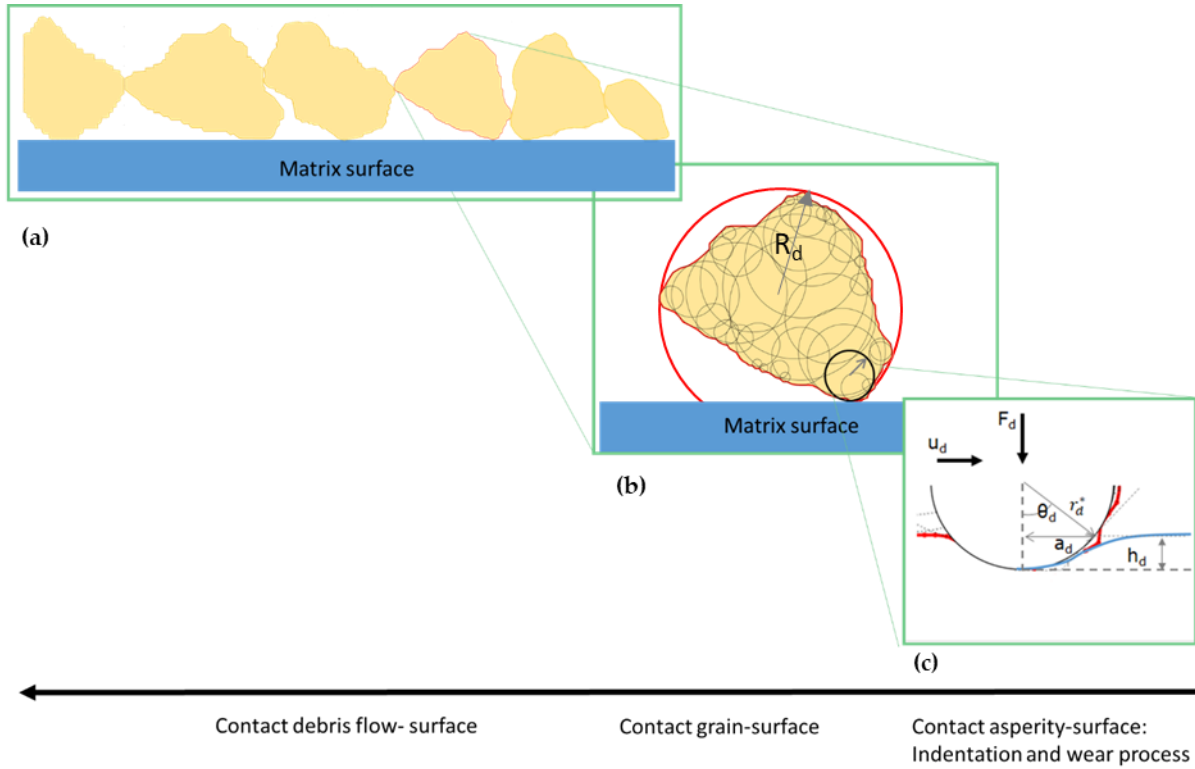 Matrix surface
(a)
R_d
Matrix surface
(b)
F_d
u_d
θ_d
r_d^*
a_d
h_d
(c)
Contact debris flow- surface
Contact grain-surface
Contact asperity-surface:
Indentation and wear process